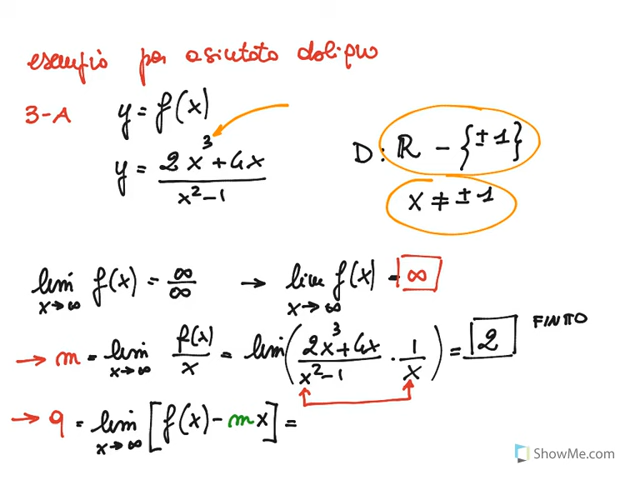 esempio per asintoto obliquo
3-A y = f(x)
y = (2x³ + 4x) / (x² - 1) D: ℝ - {±1}
x ≠ ±1
lim x→∞ f(x) = ∞/∞ → lim x→∞ f(x) = ∞
→ m = lim x→∞ f(x)/x = lim ( (2x³ + 4x)/(x² - 1) · 1/x ) = 2 FINITO
→ q = lim x→∞ [f(x) - mx] =
ShowMe.com